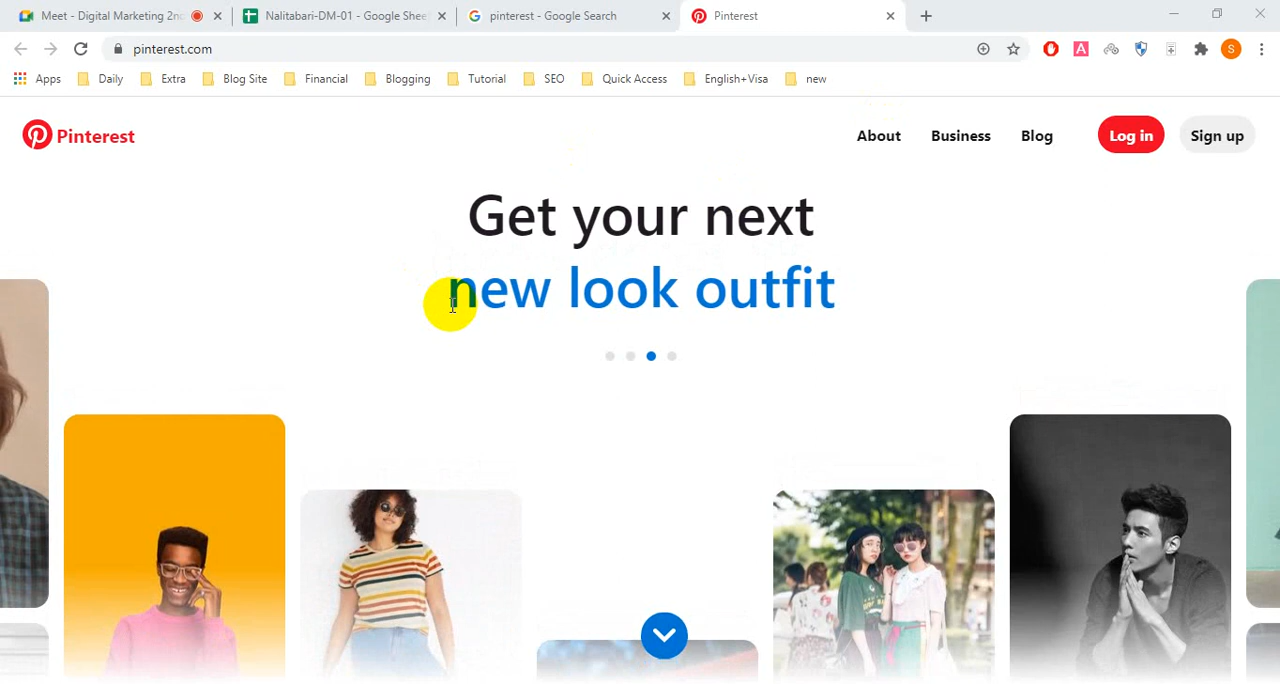 Meet - Digital Marketing 2nd
Nalitabari-DM-01 - Google Shee
pinterest - Google Search
Pinterest
pinterest.com
S
Apps
Daily
Extra
Blog Site
Financial
Blogging
Tutorial
SEO
Quick Access
English+Visa
new
Pinterest
About
Business
Blog
Log in
Sign up
Get your next
new look outfit